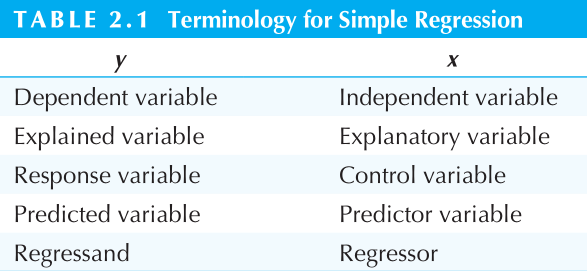 TABLE 2.1 Terminology for Simple Regression
y x
Dependent variable Independent variable
Explained variable Explanatory variable
Response variable Control variable
Predicted variable Predictor variable
Regressand Regressor